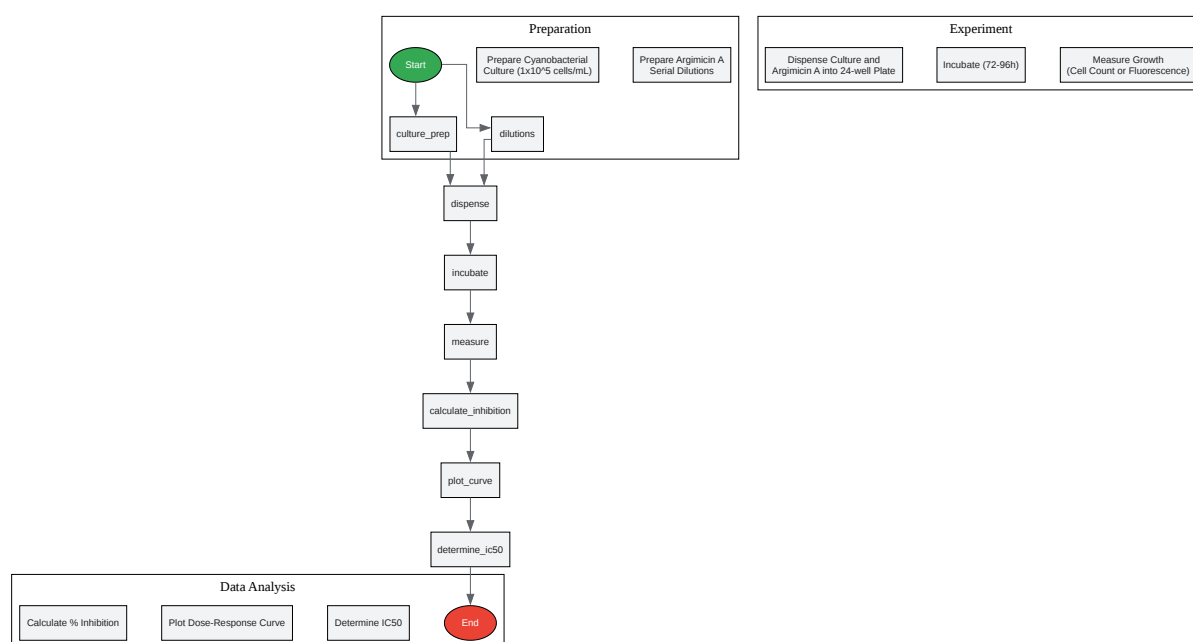 Preparation
Experiment
Start
Prepare Cyanobacterial
Culture (1x10^5 cells/mL)
Prepare Argimicin A
Serial Dilutions
Dispense Culture and
Argimicin A into 24-well Plate
Incubate (72-96h)
Measure Growth
(Cell Count or Fluorescence)
culture_prep
dilutions
dispense
incubate
measure
calculate_inhibition
plot_curve
determine_ic50
Data Analysis
Calculate % Inhibition
Plot Dose-Response Curve
Determine IC50
End